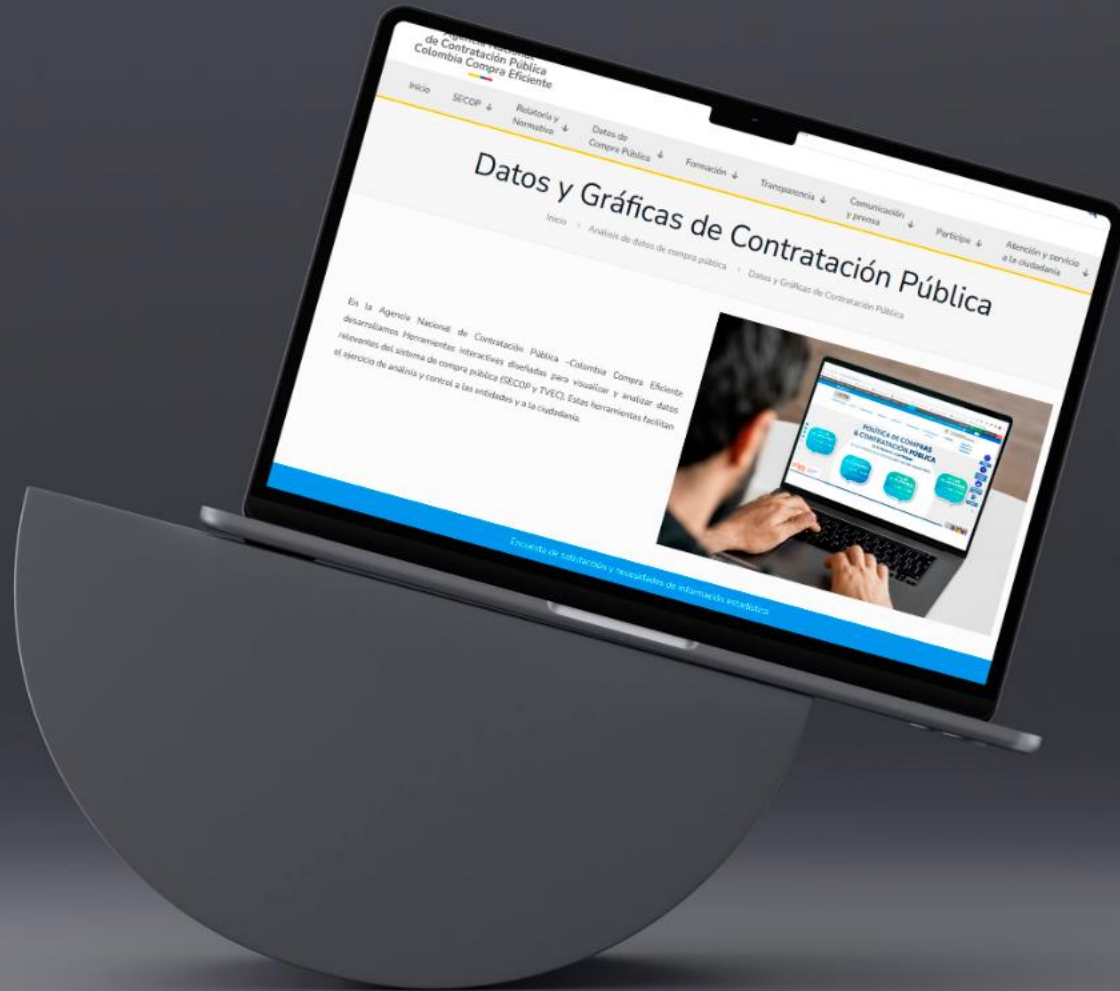 Agencia Nacional
de Contratación Pública
Colombia Compra Eficiente
Inicio
SECOP ↓
Relatoría y
Normativa ↓
Datos de
Compra Pública ↓
Formación ↓
Transparencia ↓
Comunicación
y prensa ↓
Participa ↓
Atención y servicio
a la ciudadanía ↓
Datos y Gráficas de Contratación Pública
Inicio > Análisis de datos de compra pública > Datos y Gráficas de Contratación Pública
En la Agencia Nacional de Contratación Pública –Colombia Compra Eficiente
desarrollamos Herramientas interactivas diseñadas para visualizar y analizar datos
relevantes del sistema de compra pública (SECOP y TVEC). Estas herramientas facilitan
el ejercicio de análisis y control a las entidades y a la ciudadanía.
POLÍTICA DE COMPRAS
& CONTRATACIÓN PÚBLICA
Encuesta de satisfacción y necesidades de información estadística